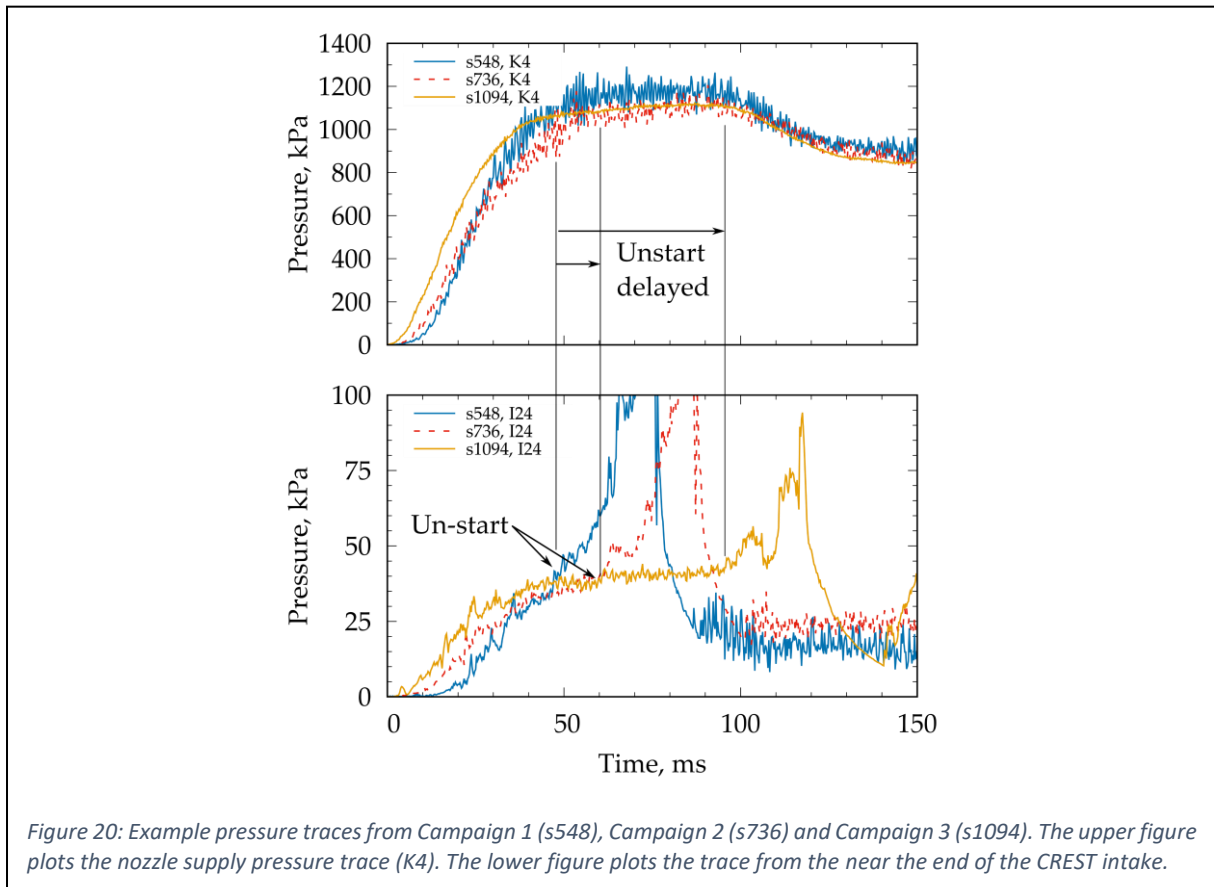 1400
1200
1000
800
600
400
200
0
Pressure, kPa
s548, K4
s736, K4
s1094, K4
Unstart
delayed
100
75
50
25
0
Pressure, kPa
s548, I24
s736, I24
s1094, I24
Un-start
0 50 100 150
Time, ms
Figure 20: Example pressure traces from Campaign 1 (s548), Campaign 2 (s736) and Campaign 3 (s1094). The upper figure
plots the nozzle supply pressure trace (K4). The lower figure plots the trace from the near the end of the CREST intake.